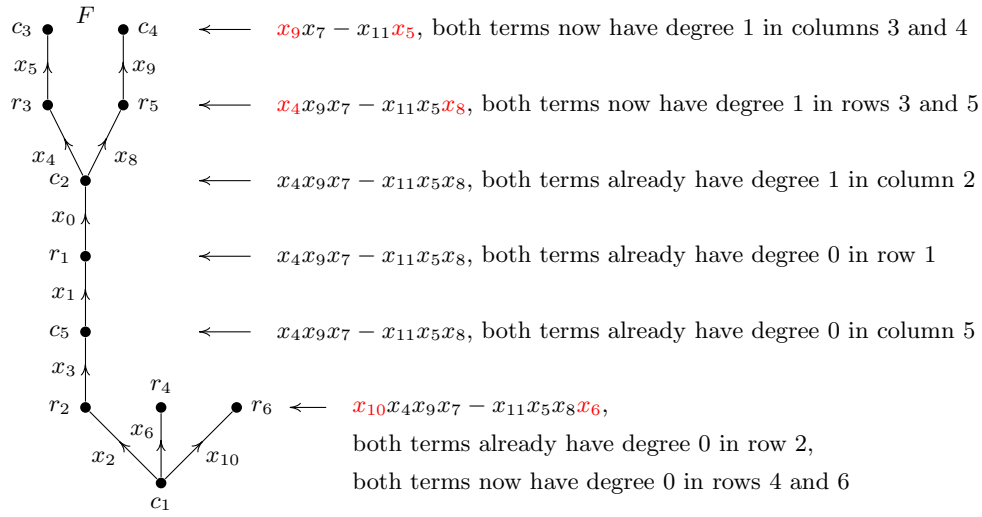 F
c₃ c₄ x₉x₇ − x₁₁x₅, both terms now have degree 1 in columns 3 and 4
x₅ x₉
r₃ r₅ x₄x₉x₇ − x₁₁x₅x₈, both terms now have degree 1 in rows 3 and 5
x₄ x₈
c₂ x₄x₉x₇ − x₁₁x₅x₈, both terms already have degree 1 in column 2
x₀
r₁ x₄x₉x₇ − x₁₁x₅x₈, both terms already have degree 0 in row 1
x₁
c₅ x₄x₉x₇ − x₁₁x₅x₈, both terms already have degree 0 in column 5
x₃
r₄
r₂ r₆ x₁₀x₄x₉x₇ − x₁₁x₅x₈x₆,
x₆
both terms already have degree 0 in row 2,
x₂ x₁₀
both terms now have degree 0 in rows 4 and 6
c₁